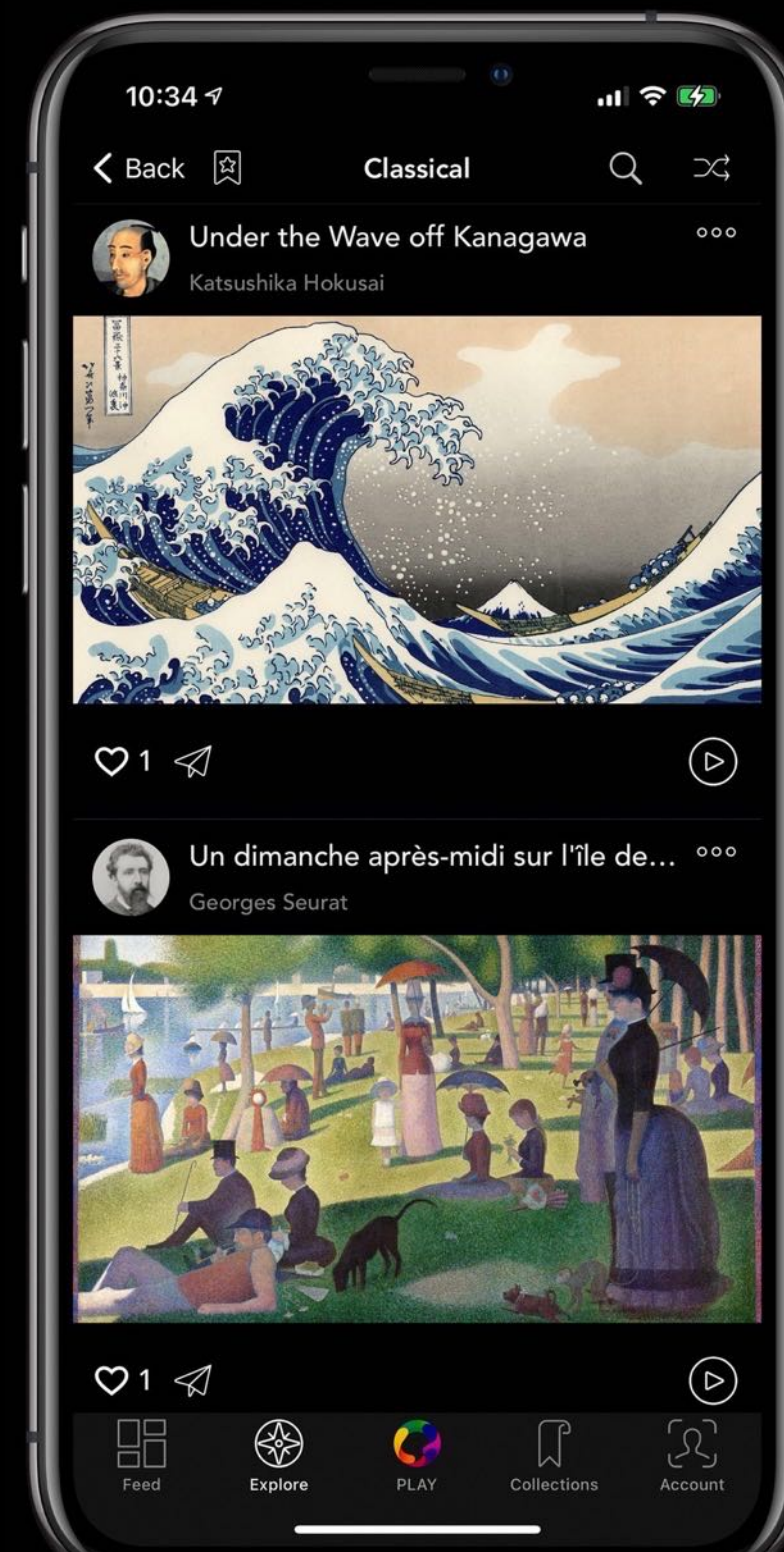 10:34
Back
Classical
Under the Wave off Kanagawa
Katsushika Hokusai
1
Un dimanche après-midi sur l'île de...
Georges Seurat
1
Feed
Explore
PLAY
Collections
Account